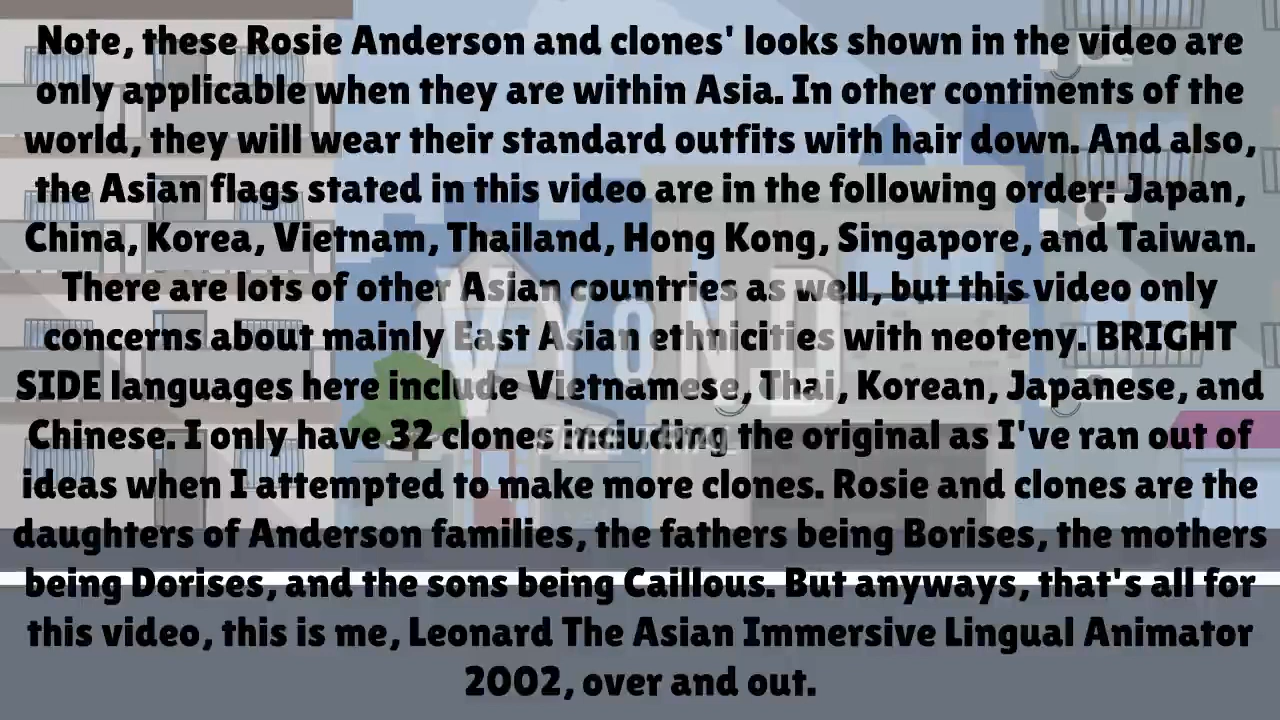 Note, these Rosie Anderson and clones' looks shown in the video are
only applicable when they are within Asia. In other continents of the
world, they will wear their standard outfits with hair down. And also,
the Asian flags stated in this video are in the following order: Japan,
China, Korea, Vietnam, Thailand, Hong Kong, Singapore, and Taiwan.
There are lots of other Asian countries as well, but this video only
concerns about mainly East Asian ethnicities with neoteny. BRIGHT
SIDE languages here include Vietnamese, Thai, Korean, Japanese, and
Chinese. I only have 32 clones including the original as I've ran out of
ideas when I attempted to make more clones. Rosie and clones are the
daughters of Anderson families, the fathers being Borises, the mothers
being Dorises, and the sons being Caillous. But anyways, that's all for
this video, this is me, Leonard The Asian Immersive Lingual Animator
2002, over and out.
VYOND
FREE TRIAL